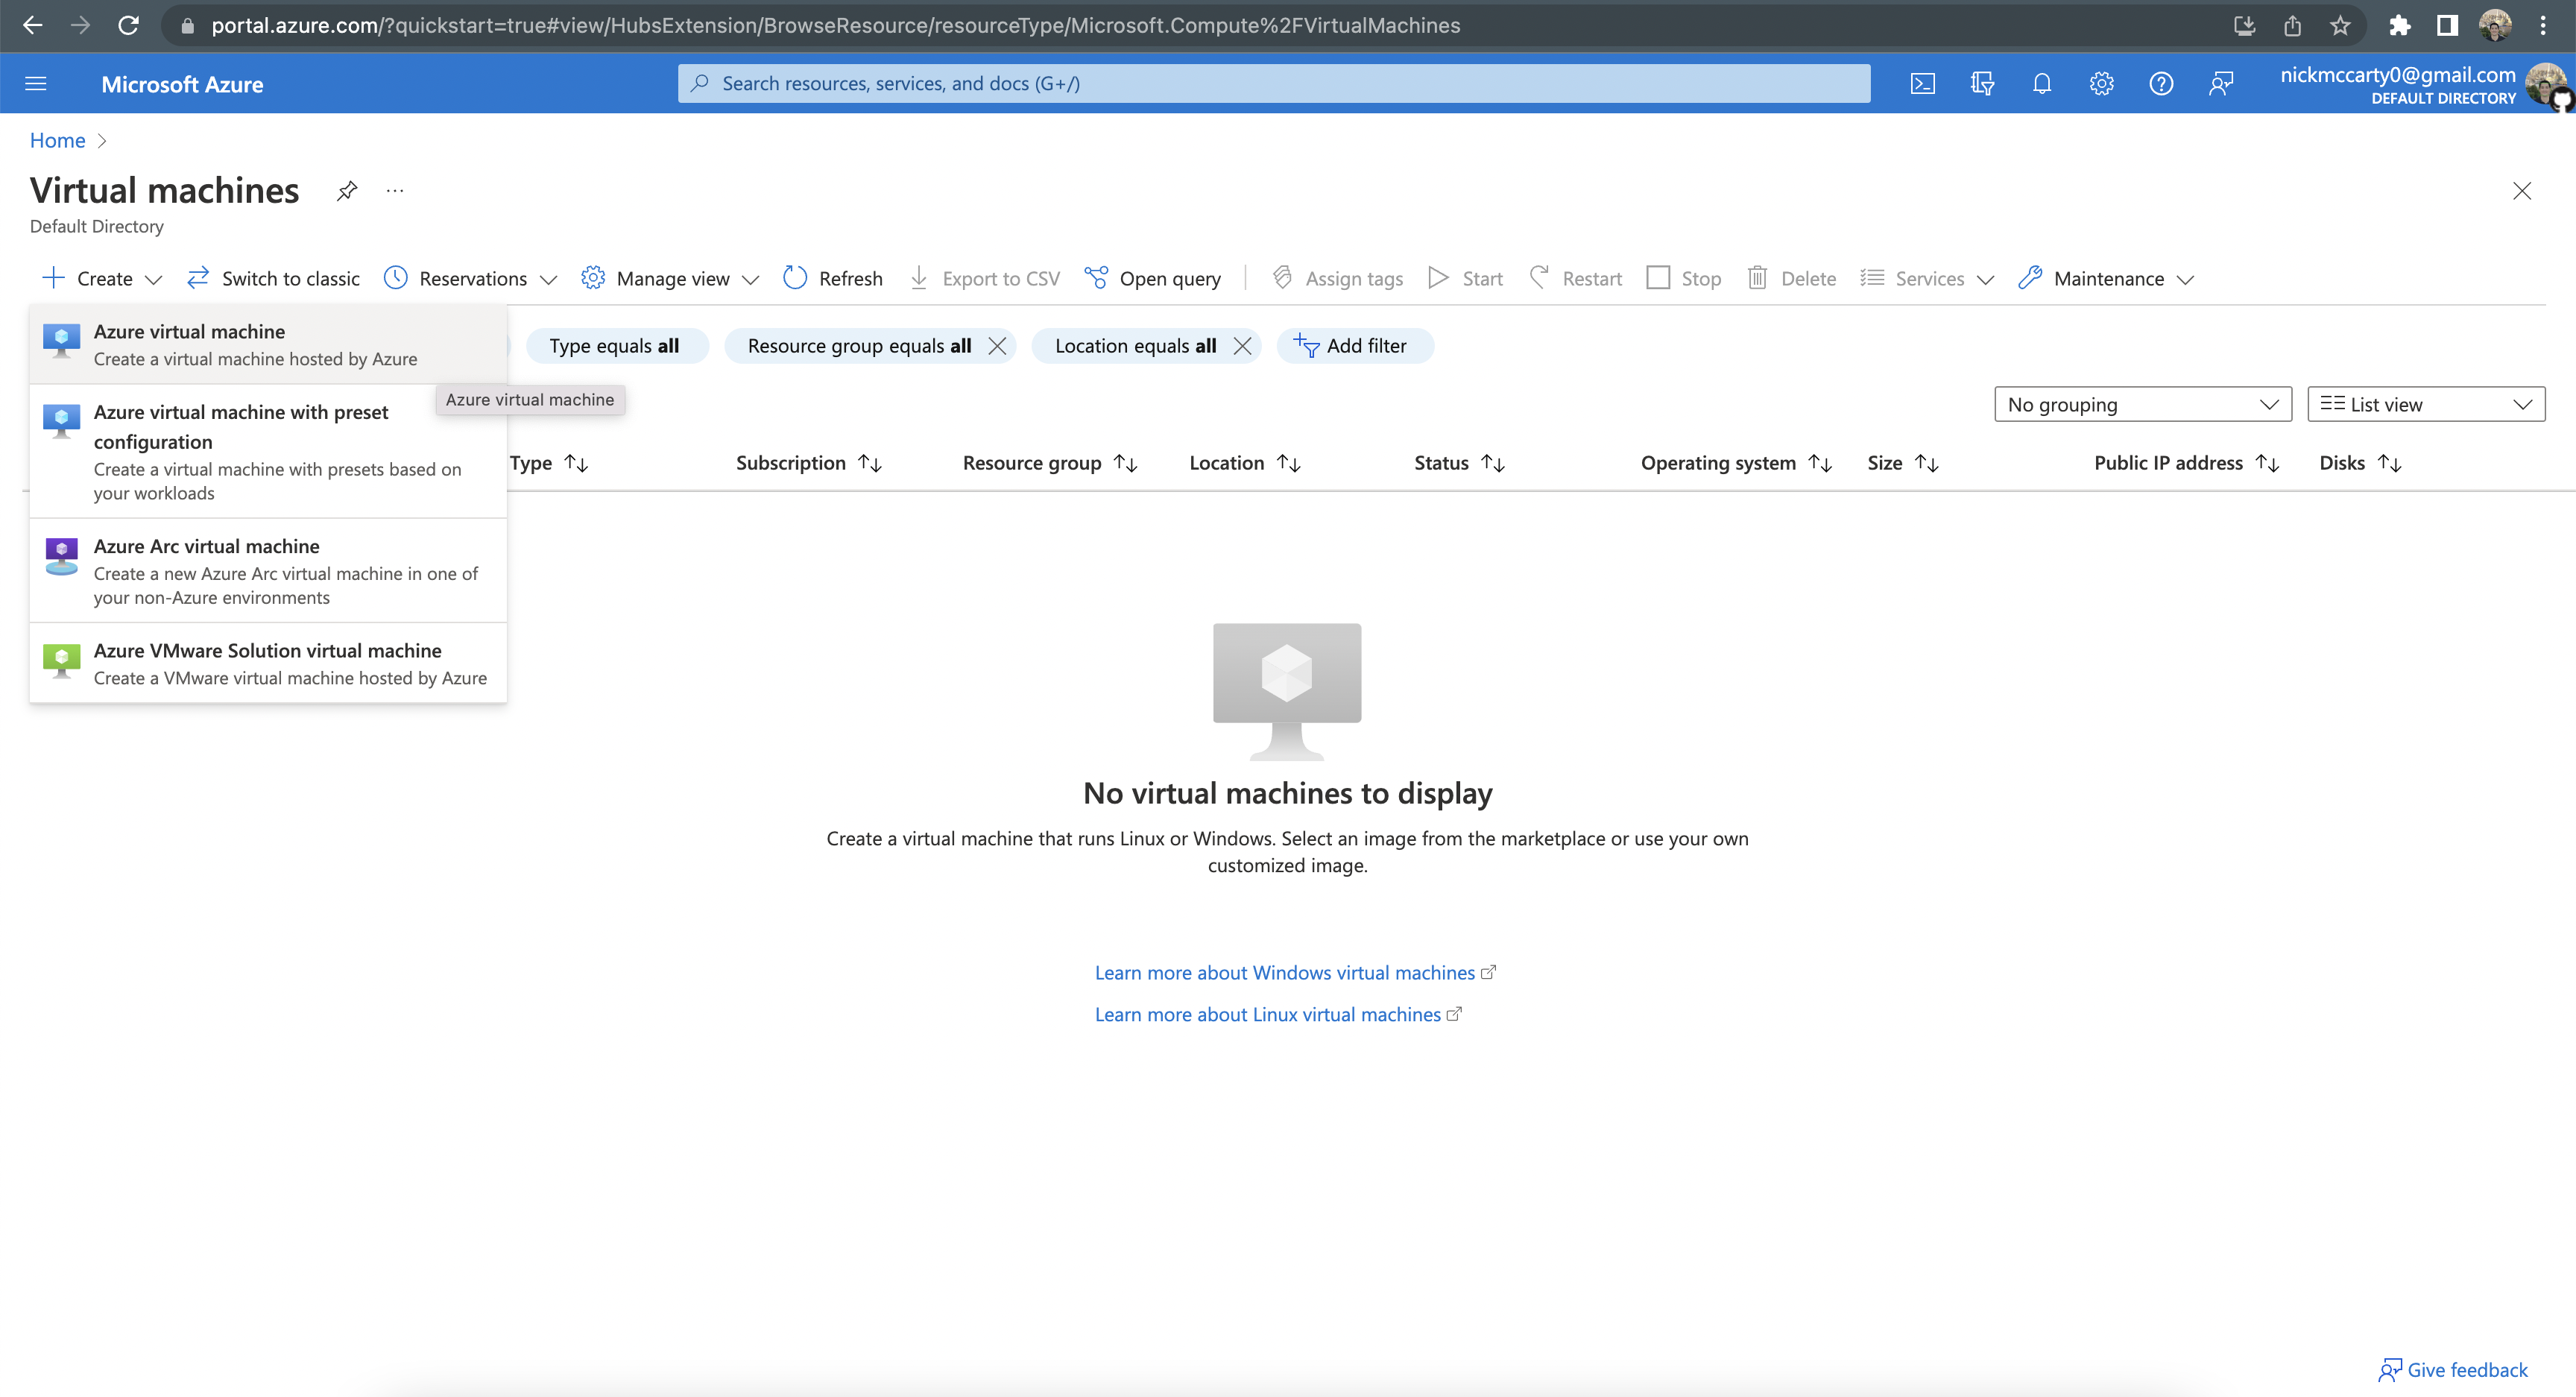 portal.azure.com/?quickstart=true#view/HubsExtension/BrowseResource/resourceType/Microsoft.Compute%2FVirtualMachines
Microsoft Azure
Search resources, services, and docs (G+/)
nickmccarty0@gmail.com
DEFAULT DIRECTORY
Home
Virtual machines
Default Directory
Create
Switch to classic
Reservations
Manage view
Refresh
Export to CSV
Open query
Assign tags
Start
Restart
Stop
Delete
Services
Maintenance
Azure virtual machine
Create a virtual machine hosted by Azure
Azure virtual machine with preset
configuration
Create a virtual machine with presets based on
your workloads
Azure Arc virtual machine
Create a new Azure Arc virtual machine in one of
your non-Azure environments
Azure VMware Solution virtual machine
Create a VMware virtual machine hosted by Azure
Azure virtual machine
Type equals all
Resource group equals all
Location equals all
Add filter
No grouping
List view
Type
Subscription
Resource group
Location
Status
Operating system
Size
Public IP address
Disks
No virtual machines to display
Create a virtual machine that runs Linux or Windows. Select an image from the marketplace or use your own
customized image.
Learn more about Windows virtual machines
Learn more about Linux virtual machines
Give feedback